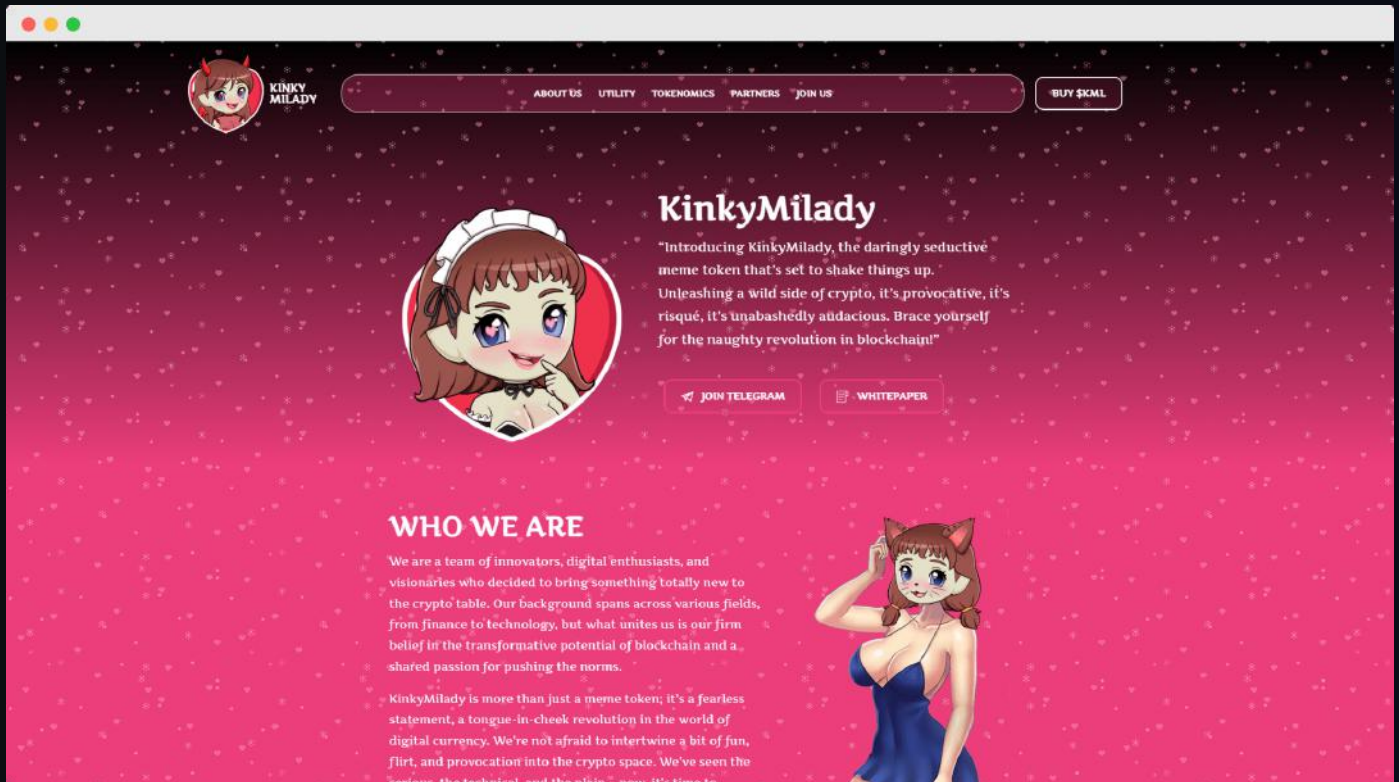 KINKY
MILADY
ABOUT US
UTILITY
TOKENOMICS
PARTNERS
JOIN US
BUY $KML
KinkyMilady
“Introducing KinkyMilady, the daringly seductive
meme token that’s set to shake things up.
Unleashing a wild side of crypto, it’s provocative, it’s
risqué, it’s unabashedly audacious. Brace yourself
for the naughty revolution in blockchain!”
JOIN TELEGRAM
WHITEPAPER
WHO WE ARE
We are a team of innovators, digital enthusiasts, and
visionaries who decided to bring something totally new to
the crypto table. Our background spans across various fields,
from finance to technology, but what unites us is our firm
belief in the transformative potential of blockchain and a
shared passion for pushing the norms.
KinkyMilady is more than just a meme token; it’s a fearless
statement, a tongue-in-cheek revolution in the world of
digital currency. We’re not afraid to intertwine a bit of fun,
flirt, and provocation into the crypto space. We’ve seen the